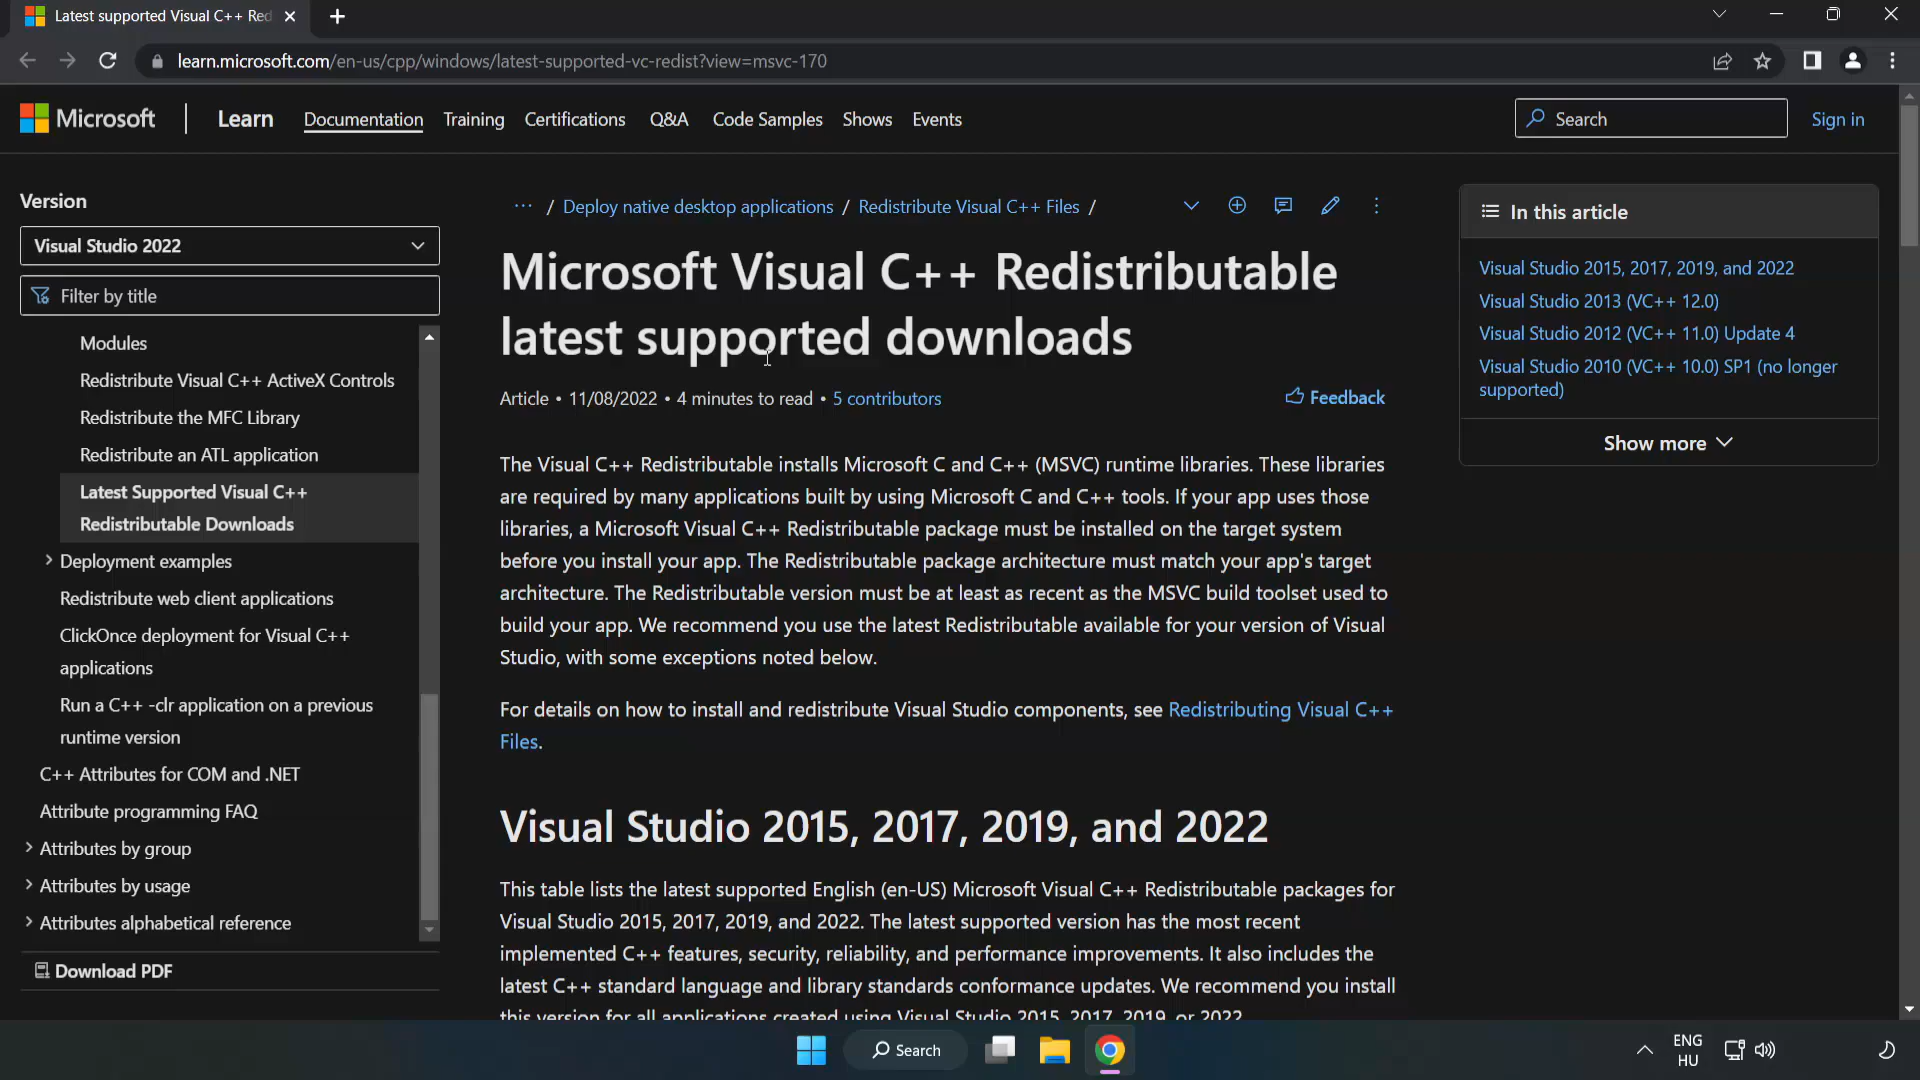 Latest supported Visual C++ Red
learn.microsoft.com/en-us/cpp/windows/latest-supported-vc-redist?view=msvc-170
Microsoft
Learn
Documentation
Training
Certifications
Q&A
Code Samples
Shows
Events
Search
Sign in
Version
Visual Studio 2022
Filter by title
Modules
Redistribute Visual C++ ActiveX Controls
Redistribute the MFC Library
Redistribute an ATL application
Latest Supported Visual C++
Redistributable Downloads
Deployment examples
Redistribute web client applications
ClickOnce deployment for Visual C++
applications
Run a C++ -clr application on a previous
runtime version
C++ Attributes for COM and .NET
Attribute programming FAQ
Attributes by group
Attributes by usage
Attributes alphabetical reference
Download PDF
··· / Deploy native desktop applications / Redistribute Visual C++ Files /
Microsoft Visual C++ Redistributable
latest supported downloads
Article • 11/08/2022 • 4 minutes to read • 5 contributors
Feedback
The Visual C++ Redistributable installs Microsoft C and C++ (MSVC) runtime libraries. These libraries
are required by many applications built by using Microsoft C and C++ tools. If your app uses those
libraries, a Microsoft Visual C++ Redistributable package must be installed on the target system
before you install your app. The Redistributable package architecture must match your app's target
architecture. The Redistributable version must be at least as recent as the MSVC build toolset used to
build your app. We recommend you use the latest Redistributable available for your version of Visual
Studio, with some exceptions noted below.
For details on how to install and redistribute Visual Studio components, see Redistributing Visual C++
Files.
Visual Studio 2015, 2017, 2019, and 2022
This table lists the latest supported English (en-US) Microsoft Visual C++ Redistributable packages for
Visual Studio 2015, 2017, 2019, and 2022. The latest supported version has the most recent
implemented C++ features, security, reliability, and performance improvements. It also includes the
latest C++ standard language and library standards conformance updates. We recommend you install
this version for all applications created using Visual Studio 2015, 2017, 2019, or 2022.
In this article
Visual Studio 2015, 2017, 2019, and 2022
Visual Studio 2013 (VC++ 12.0)
Visual Studio 2012 (VC++ 11.0) Update 4
Visual Studio 2010 (VC++ 10.0) SP1 (no longer
supported)
Show more
Search
ENG
HU